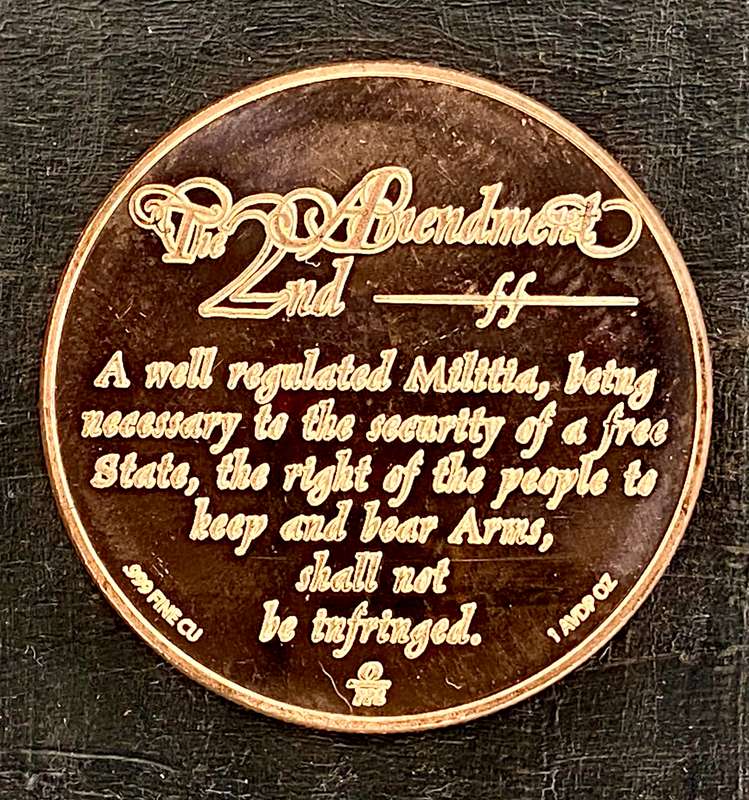 The 2nd Amendment
ff
A well regulated Militia, being
necessary to the security of a free
State, the right of the people to
keep and bear Arms,
shall not
be infringed.
.999 FINE CU
1 AVDP OZ
O
m